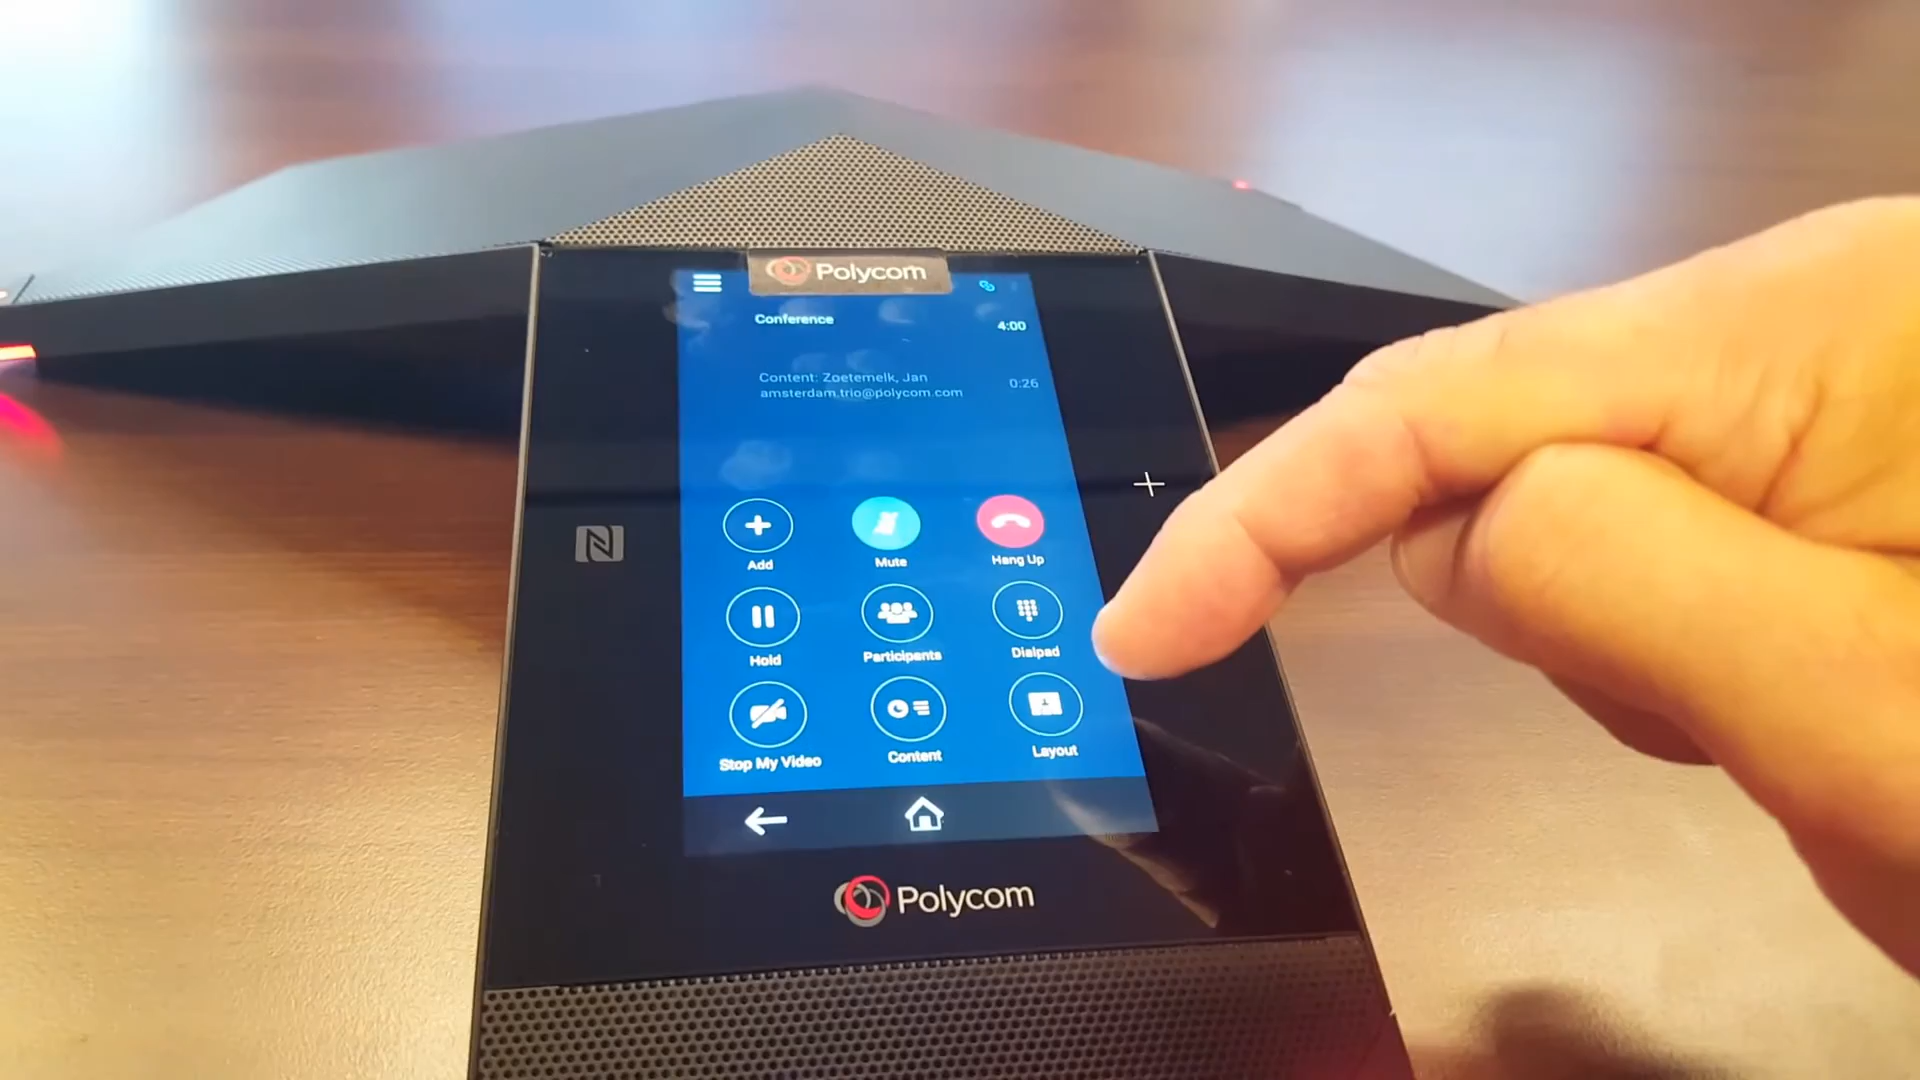 Polycom
Conference
4:00
Content: Zoetemelk, Jan
0:26
amsterdam.trio@polycom.com
Add
Mute
Hang Up
Hold
Participants
Dialpad
Stop My Video
Content
Layout
Polycom